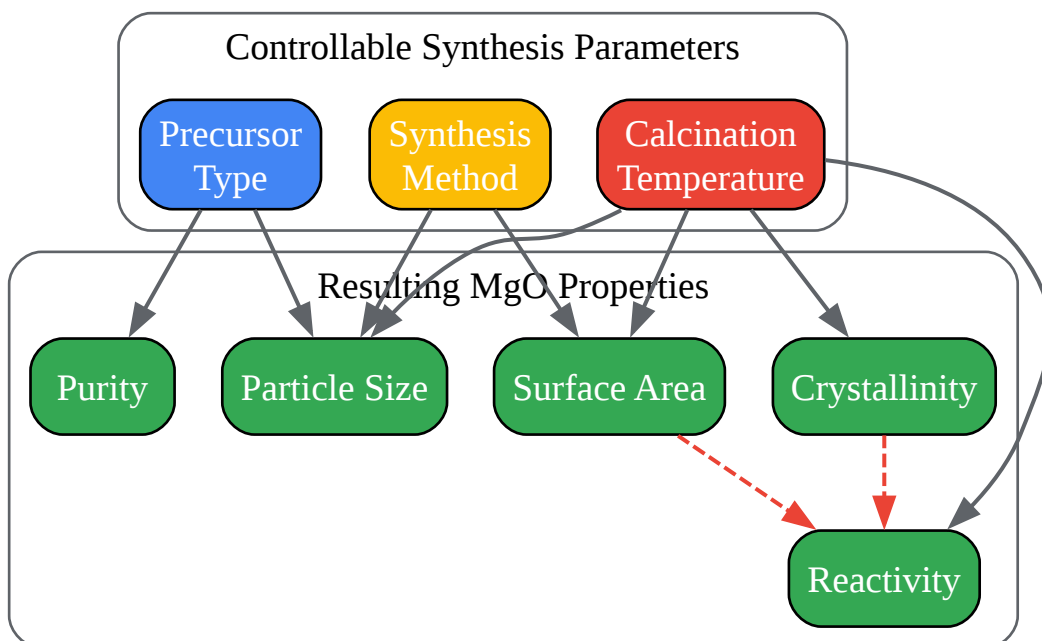 Controllable Synthesis Parameters
Precursor
Type
Synthesis
Method
Calcination
Temperature
Resulting MgO Properties
Purity
Particle Size
Surface Area
Crystallinity
Reactivity